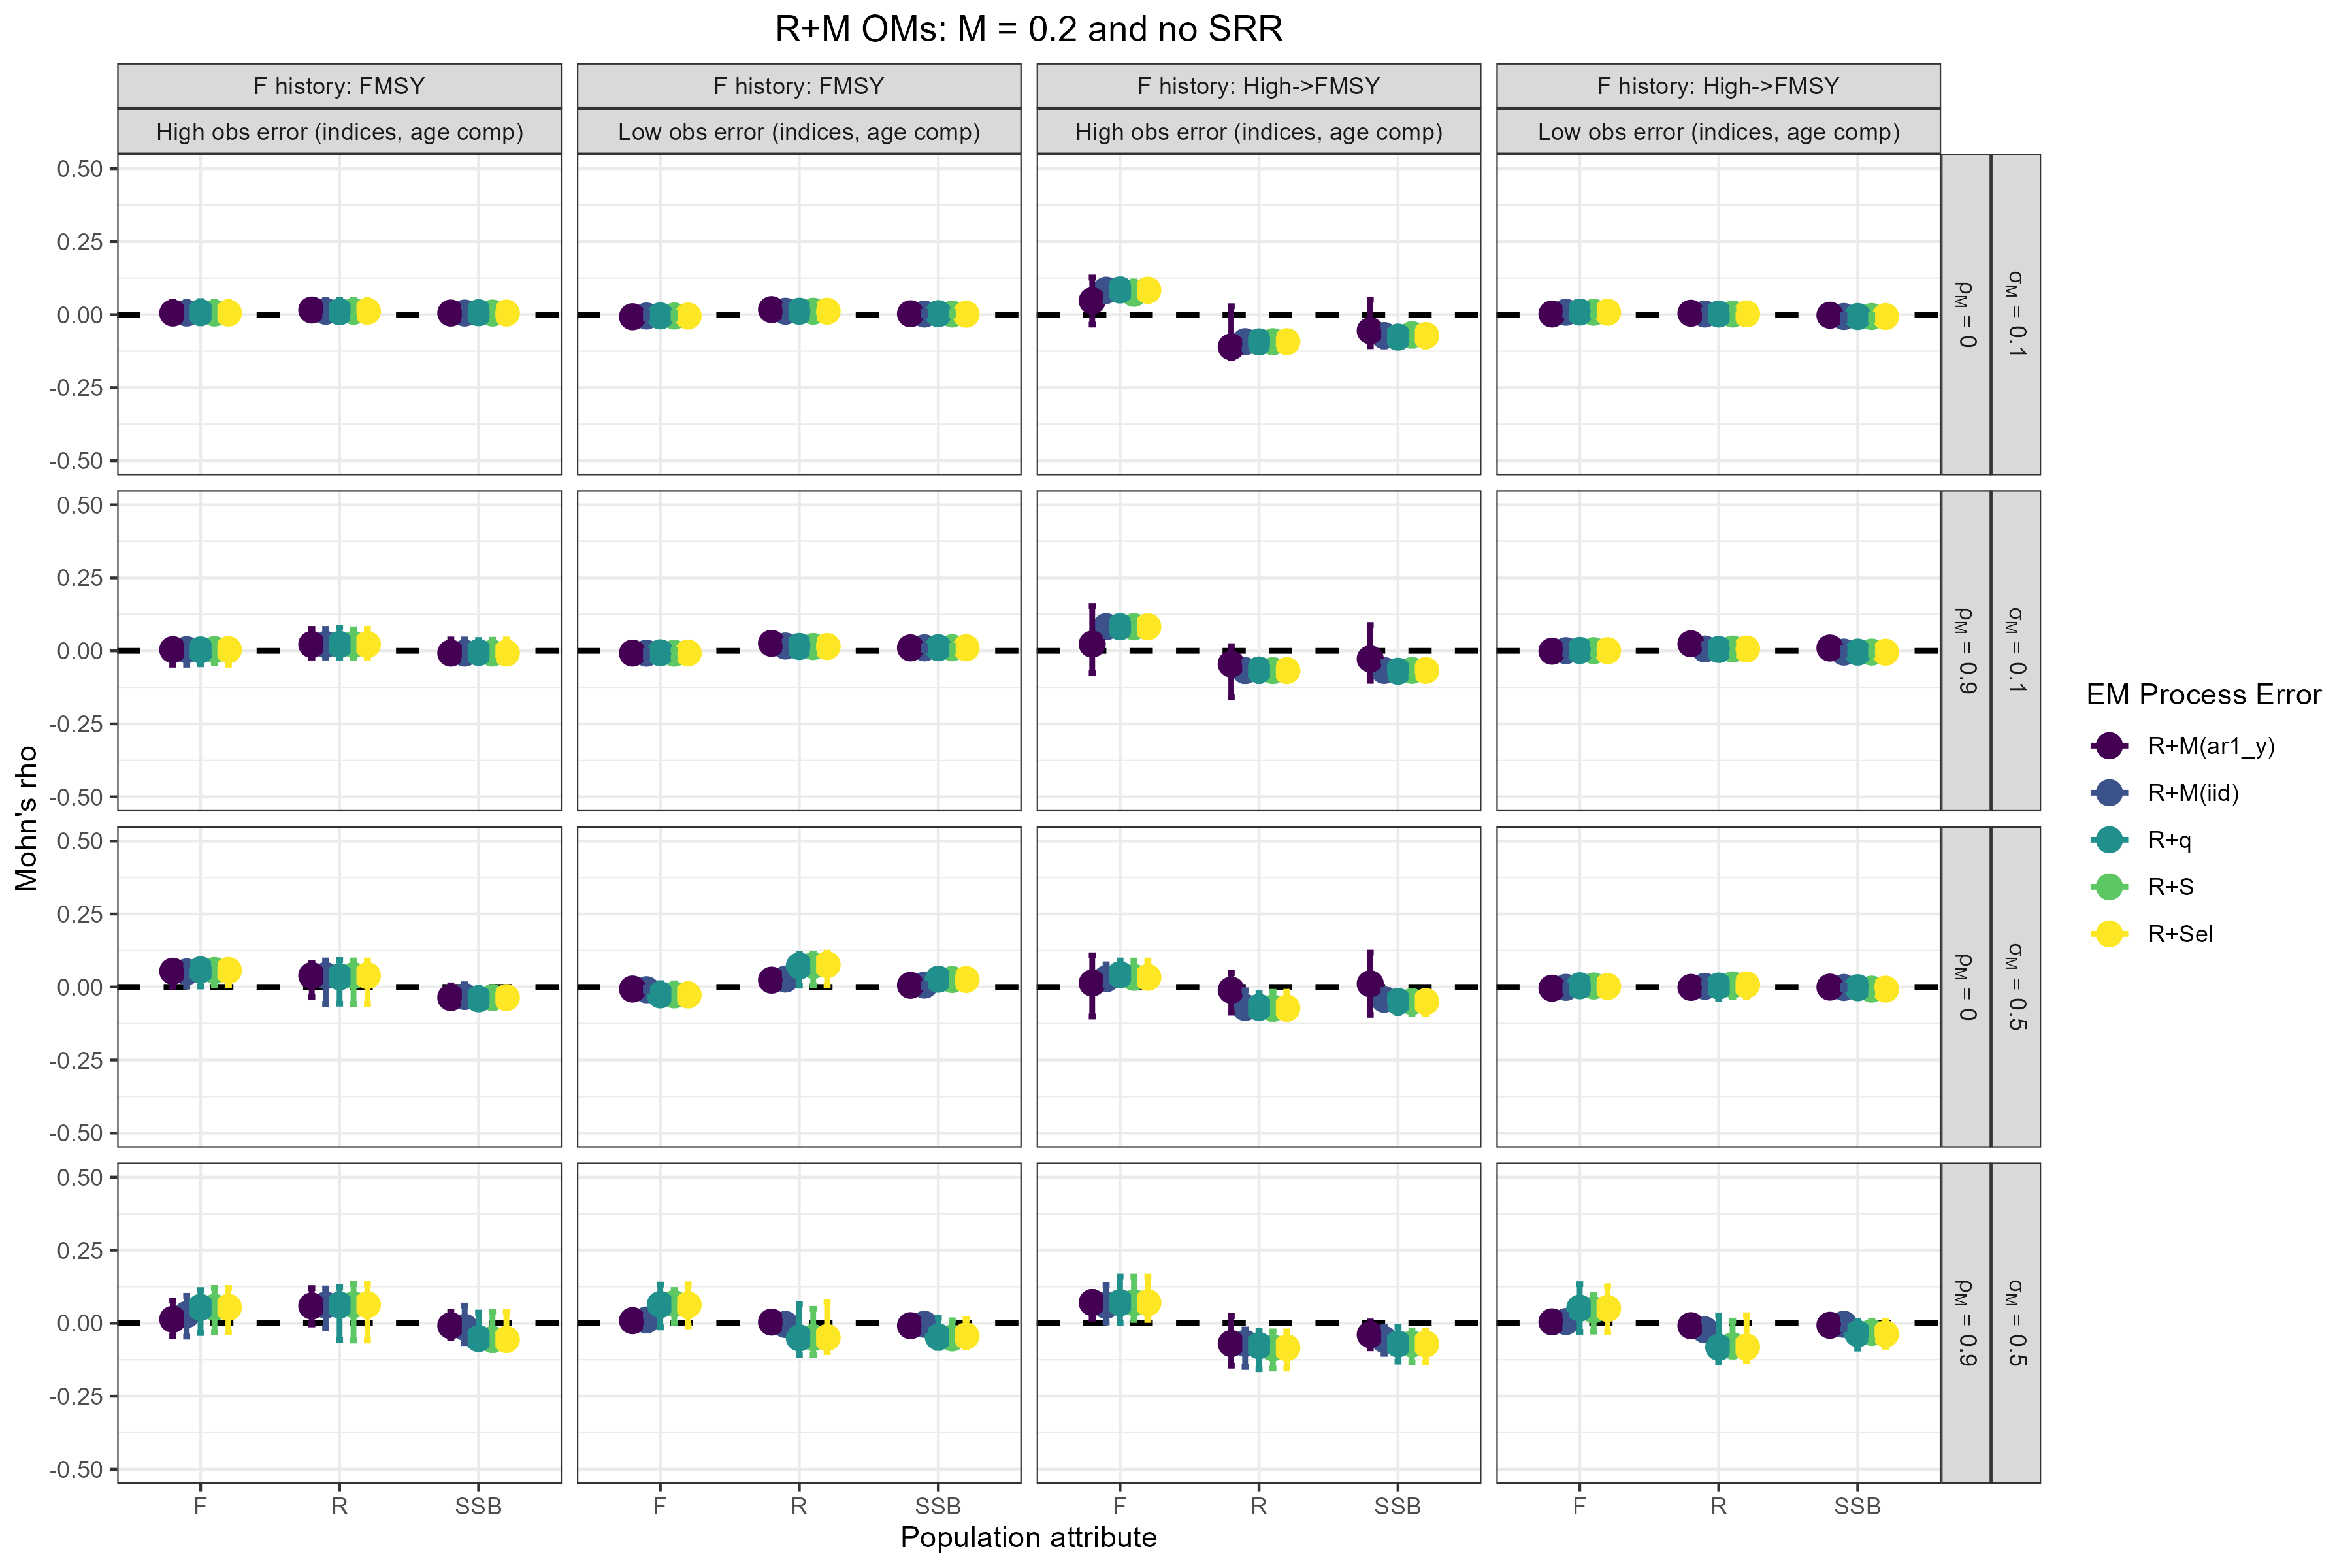 R+M OMs: M = 0.2 and no SRR
F history: FMSY
F history: FMSY
F history: High->FMSY
F history: High->FMSY
High obs error (indices, age comp)
Low obs error (indices, age comp)
High obs error (indices, age comp)
Low obs error (indices, age comp)
0.50
0.25
0.00
-0.25
-0.50
ρM = 0
σM = 0.1
0.50
0.25
0.00
-0.25
-0.50
ρM = 0.9
σM = 0.1
0.50
0.25
0.00
-0.25
-0.50
ρM = 0
σM = 0.5
0.50
0.25
0.00
-0.25
-0.50
ρM = 0.9
σM = 0.5
Mohn's rho
F
R
SSB
F
R
SSB
F
R
SSB
F
R
SSB
Population attribute
EM Process Error
R+M(ar1_y)
R+M(iid)
R+q
R+S
R+Sel